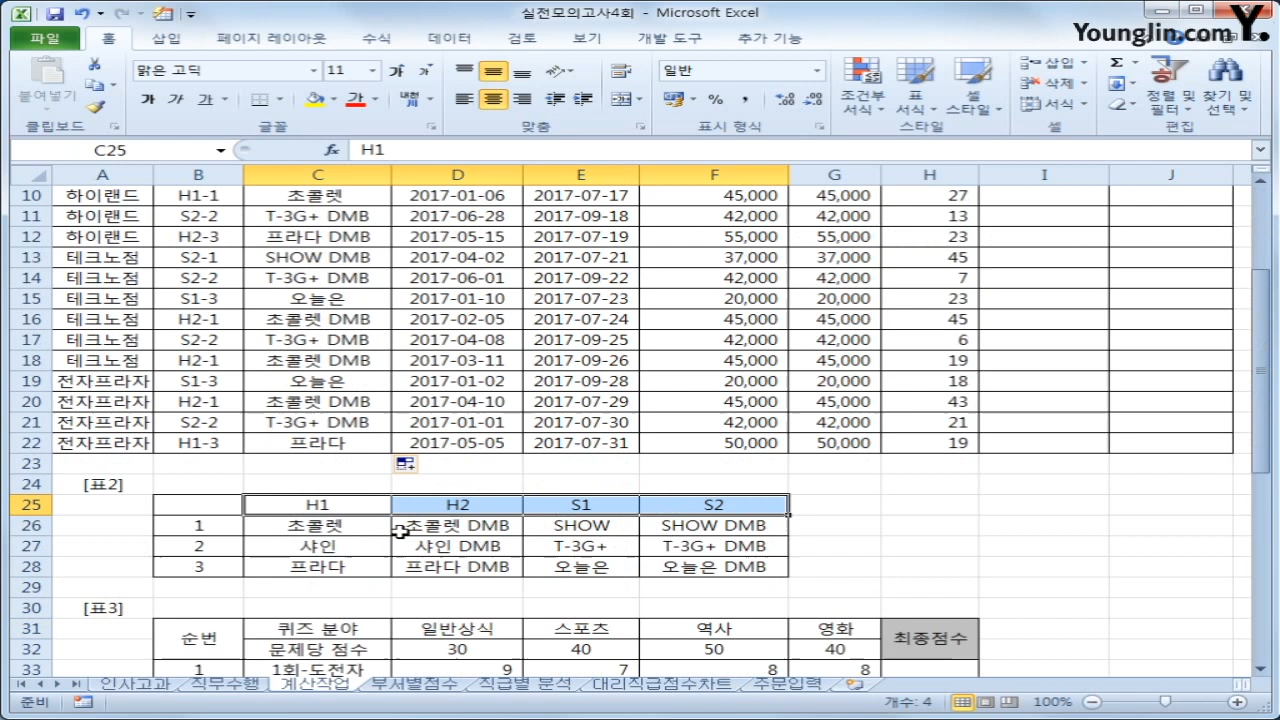 실전모의고사4회 - Microsoft Excel
Younglin.com Y.
파일 홈 삽입 페이지 레이아웃 수식 데이터 검토 보기 개발 도구 추가 기능
붙여넣기 맑은 고딕 11 가 가 일반 조건부 서식 표 서식 셀 스타일 삽입 삭제 서식 Σ 정렬 및 필터 찾기 및 선택
가 가 가 가 내천 % ,
클립보드 글꼴 맞춤 표시 형식 스타일 셀 편집
C25 fx H1
A B C D E F G H I J
10 하이랜드 H1-1 초콜렛 2017-01-06 2017-07-17 45,000 45,000 27
11 하이랜드 S2-2 T-3G+ DMB 2017-06-28 2017-09-18 42,000 42,000 13
12 하이랜드 H2-3 프라다 DMB 2017-05-15 2017-07-19 55,000 55,000 23
13 테크노점 S2-1 SHOW DMB 2017-04-02 2017-07-21 37,000 37,000 45
14 테크노점 S2-2 T-3G+ DMB 2017-06-01 2017-09-22 42,000 42,000 7
15 테크노점 S1-3 오늘은 2017-01-10 2017-07-23 20,000 20,000 23
16 테크노점 H2-1 초콜렛 DMB 2017-02-05 2017-07-24 45,000 45,000 45
17 테크노점 S2-2 T-3G+ DMB 2017-04-08 2017-09-25 42,000 42,000 6
18 테크노점 H2-1 초콜렛 DMB 2017-03-11 2017-09-26 45,000 45,000 19
19 전자프라자 S1-3 오늘은 2017-01-02 2017-09-28 20,000 20,000 18
20 전자프라자 H2-1 초콜렛 DMB 2017-04-10 2017-07-29 45,000 45,000 43
21 전자프라자 S2-2 T-3G+ DMB 2017-01-01 2017-07-30 42,000 42,000 21
22 전자프라자 H1-3 프라다 2017-05-05 2017-07-31 50,000 50,000 19
23
24 [표2]
25 H1 H2 S1 S2
26 1 초콜렛 초콜렛 DMB SHOW SHOW DMB
27 2 샤인 샤인 DMB T-3G+ T-3G+ DMB
28 3 프라다 프라다 DMB 오늘은 오늘은 DMB
29
30 [표3]
31 순번 퀴즈 분야 일반상식 스포츠 역사 영화 최종점수
32 문제당 점수 30 40 50 40
33 1 1회-도전자 9 7 8 8
인사고과 직무수행 계산작업 부서별점수 직급별 분석 대리직급점수차트 주문입력
준비 개수: 4 100%